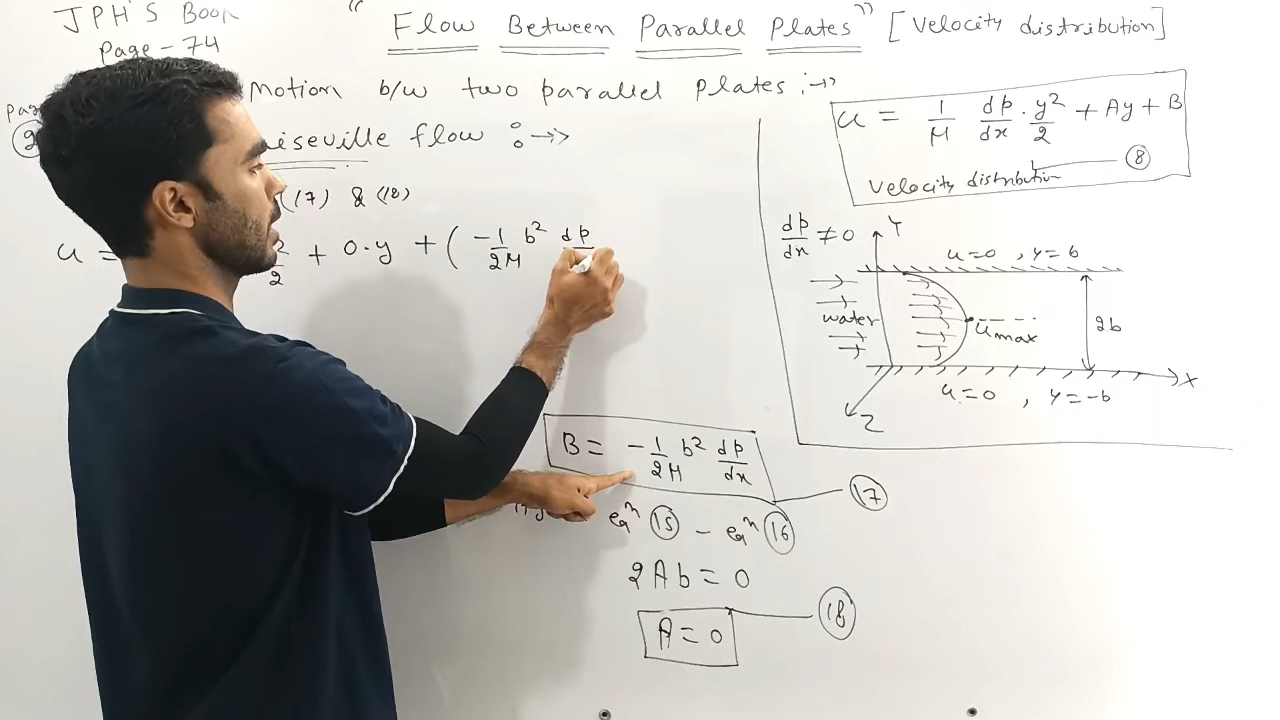 JPH'S Book
Page - 74
" Flow Between Parallel Plates " [Velocity distribution]
Motion b/w two parallel plates :→
flow :→
(17) & (18)
u =
2 + 0·y + ( -1/2μ b² dp
u = 1/μ dp/dx · y²/2 + Ay + B
8
Velocity distribution
dp/dx ≠ 0
Y
u=0 , y=b
water
umax
2b
X
u=0 , y=-b
Z
B = -1/2μ b² dp/dx
17
eqⁿ 15 - eqⁿ 16
2Ab = 0
A = 0
18